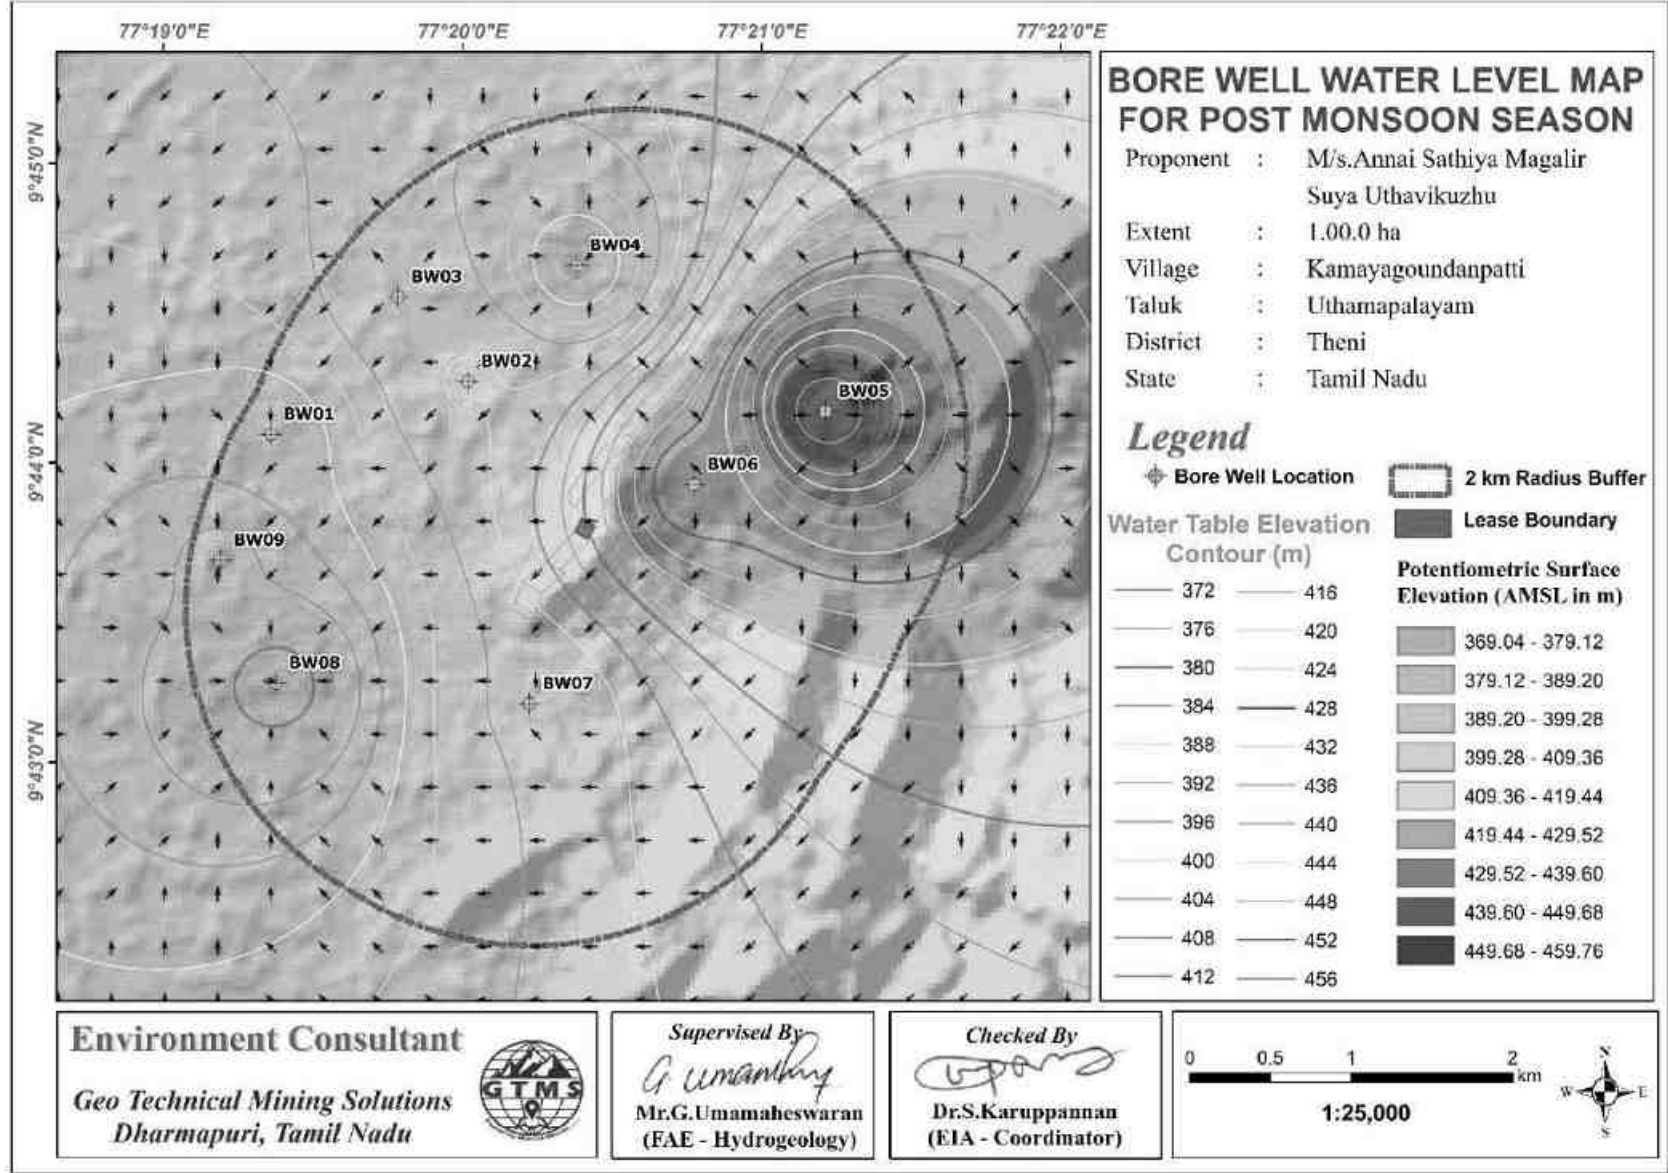 77°19'0"E 77°20'0"E 77°21'0"E 77°22'0"E
9°45'0"N
9°4'0"N
9°43'0"N
BW04
BW03
BW02
BW05
BW01
BW06
BW09
BW08
BW07
BORE WELL WATER LEVEL MAP
FOR POST MONSOON SEASON
Proponent : M/s.Annai Sathiya Magalir
Suya Uthavikuzhu
Extent : 1.00.0 ha
Village : Kamayagoundanpatti
Taluk : Uthamapalayam
District : Theni
State : Tamil Nadu
Legend
Bore Well Location
2 km Radius Buffer
Lease Boundary
Water Table Elevation
Contour (m)
372 416
376 420
380 424
384 428
388 432
392 436
396 440
400 444
404 448
408 452
412 456
Potentiometric Surface
Elevation (AMSL in m)
369.04 - 379.12
379.12 - 389.20
389.20 - 399.28
399.28 - 409.36
409.36 - 419.44
419.44 - 429.52
429.52 - 439.60
439.60 - 449.68
449.68 - 459.76
Environment Consultant
Geo Technical Mining Solutions
Dharmapuri, Tamil Nadu
GTMS
Supervised By
G umamhny
Mr.G.Umamaheswaran
(FAE - Hydrogeology)
Checked By
Dr.S.Karuppannan
(EIA - Coordinator)
0 0.5 1 2
km
1:25,000
N
W E
S